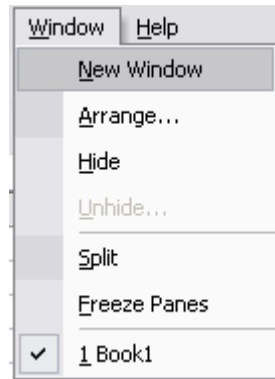 Window Help
New Window
Arrange...
Hide
Unhide...
Split
Freeze Panes
1 Book1